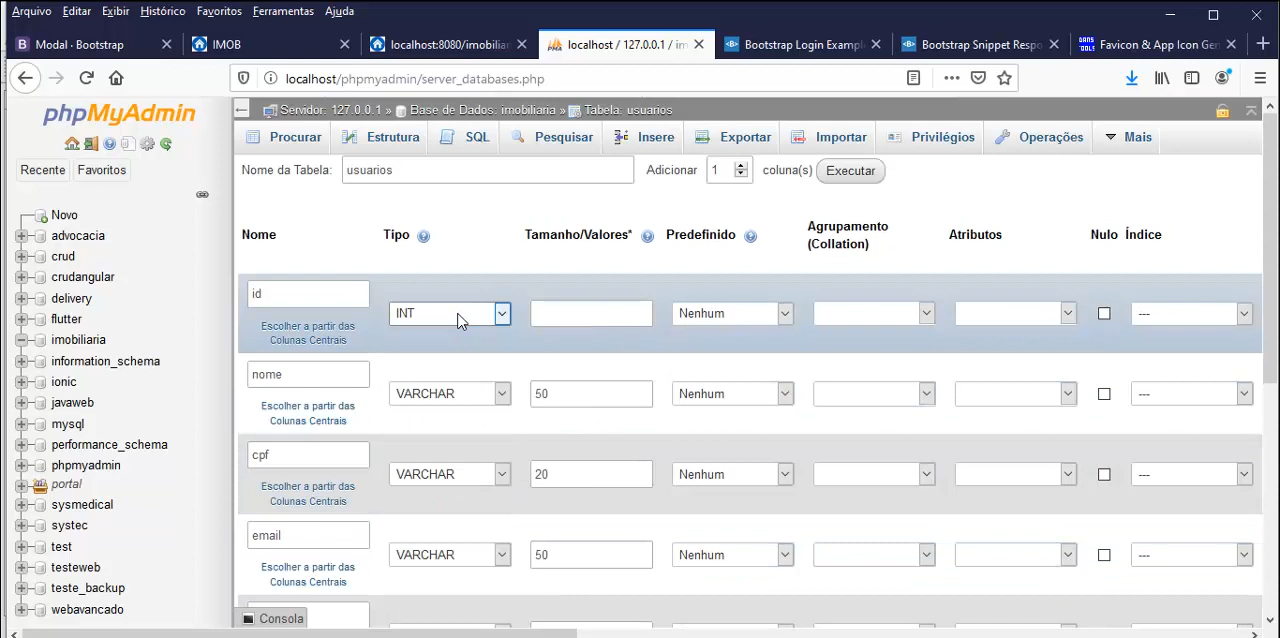 Arquivo Editar Exibir Histórico Favoritos Ferramentas Ajuda
Modal · Bootstrap
IMOB
localhost:8080/imobiliar
localhost / 127.0.0.1 / im
Bootstrap Login Exampl
Bootstrap Snippet Respo
Favicon & App Icon Gen
localhost/phpmyadmin/server_databases.php
phpMyAdmin
Servidor: 127.0.0.1 » Base de Dados: imobiliaria » Tabela: usuarios
Procurar Estrutura SQL Pesquisar Insere Exportar Importar Privilégios Operações Mais
Recente Favoritos
Nome da Tabela: usuarios Adicionar 1 coluna(s) Executar
Novo
advocacia
crud
crudangular
delivery
flutter
imobiliaria
information_schema
ionic
javaweb
mysql
performance_schema
phpmyadmin
portal
sysmedical
systec
test
testeweb
teste_backup
webavancado
Nome Tipo Tamanho/Valores* Predefinido Agrupamento (Collation) Atributos Nulo Índice
id INT Nenhum ---
Escolher a partir das
Colunas Centrais
nome VARCHAR 50 Nenhum ---
Escolher a partir das
Colunas Centrais
cpf VARCHAR 20 Nenhum ---
Escolher a partir das
Colunas Centrais
email VARCHAR 50 Nenhum ---
Escolher a partir das
Colunas Centrais
Consola